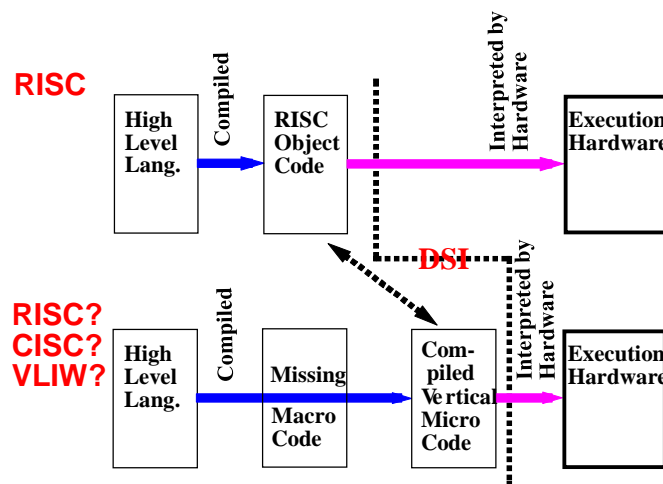 RISC
High
Level
Lang.
Compiled
RISC
Object
Code
Interpreted by
Hardware
Execution
Hardware
DSI
RISC?
CISC?
VLIW?
High
Level
Lang.
Compiled
Missing
Macro
Code
Com-
piled
Vertical
Micro
Code
Interpreted by
Hardware
Execution
Hardware